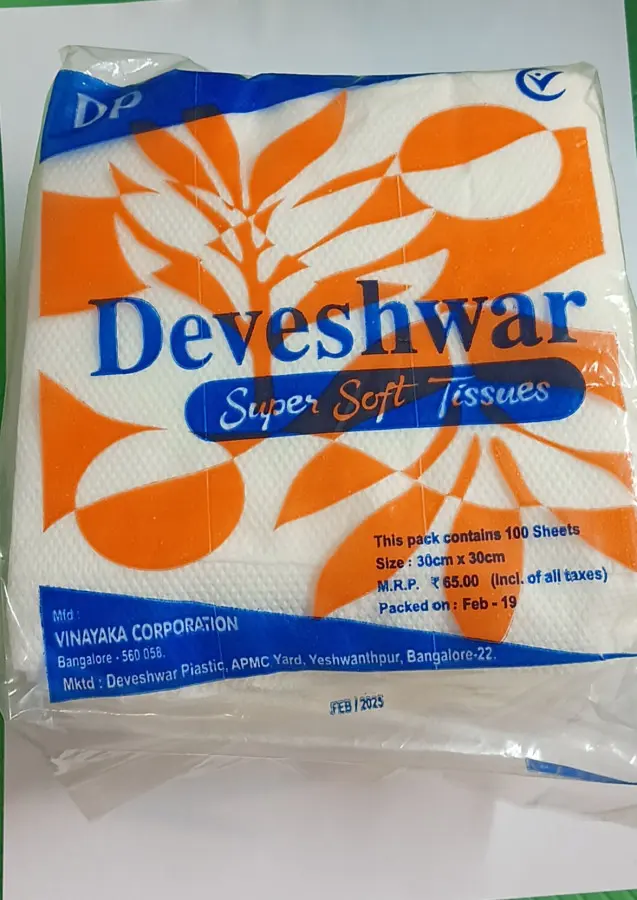 DP
Deveshwar
Super Soft Tissues
This pack contains 100 Sheets
Size : 30cm x 30cm
M.R.P. ₹ 65.00 (Incl. of all taxes)
Packed on : Feb - 19
Mfd :
VINAYAKA CORPORATION
Bangalore - 560 058.
Mktd : Deveshwar Plastic, APMC Yard, Yeshwanthpur, Bangalore-22.
FEB / 2025